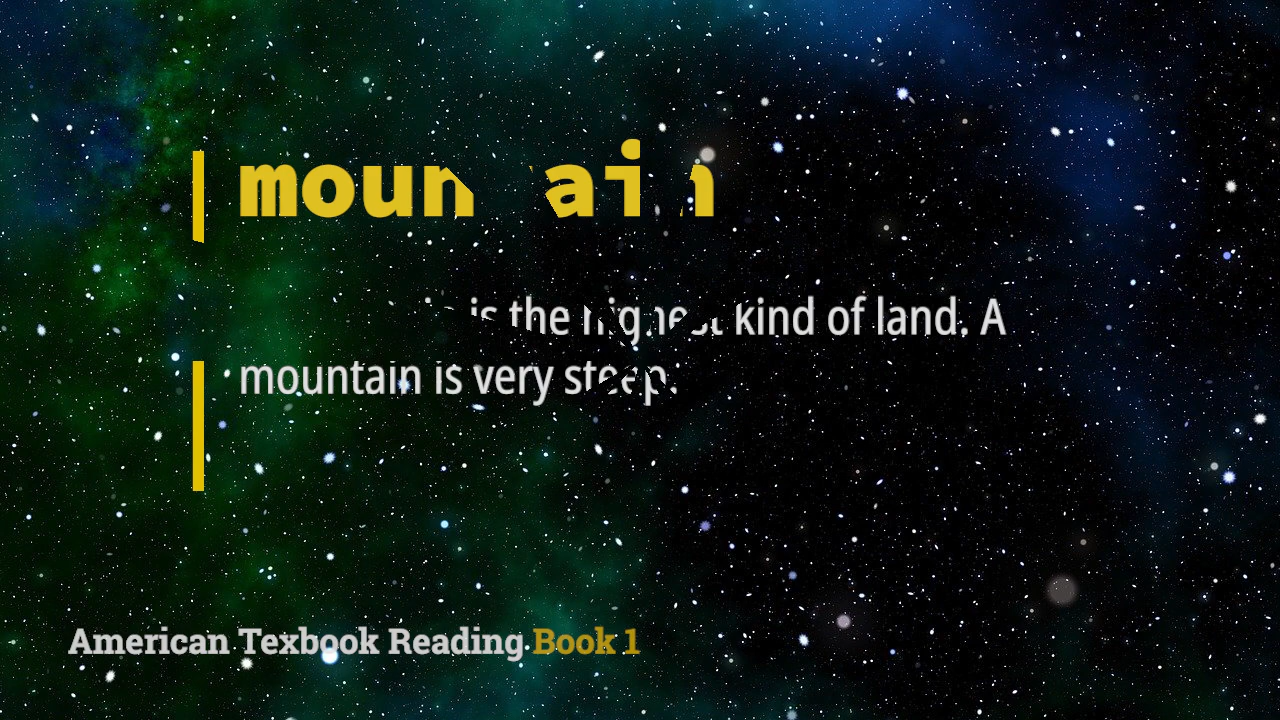 mountain
is the highest kind of land. A
mountain is very steep.
American Texbook Reading Book 1